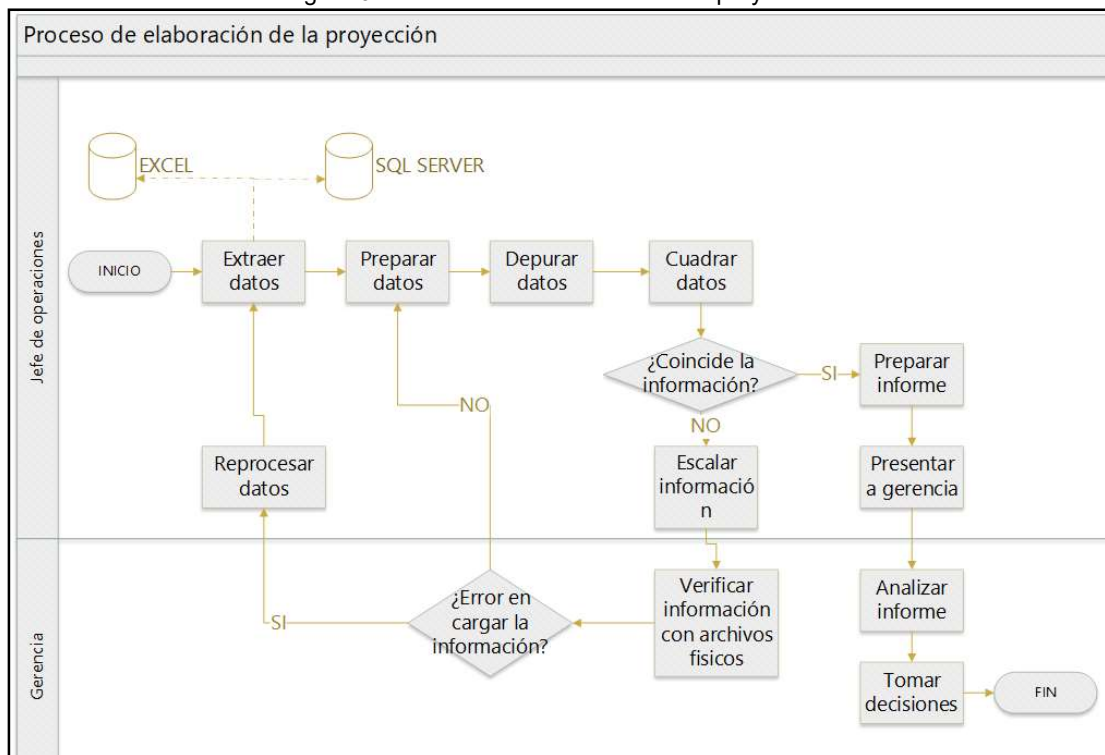 Proceso de elaboración de la proyección
Jefe de operaciones
EXCEL
SQL SERVER
INICIO
Extraer
datos
Preparar
datos
Depurar
datos
Cuadrar
datos
¿Coincide la
información?
SI
Preparar
informe
NO
NO
Reprocesar
datos
Escalar
informació
n
Presentar
a gerencia
Gerencia
SI
¿Error en
cargar la
información?
Verificar
información
con archivos
fisicos
Analizar
informe
Tomar
decisiones
FIN